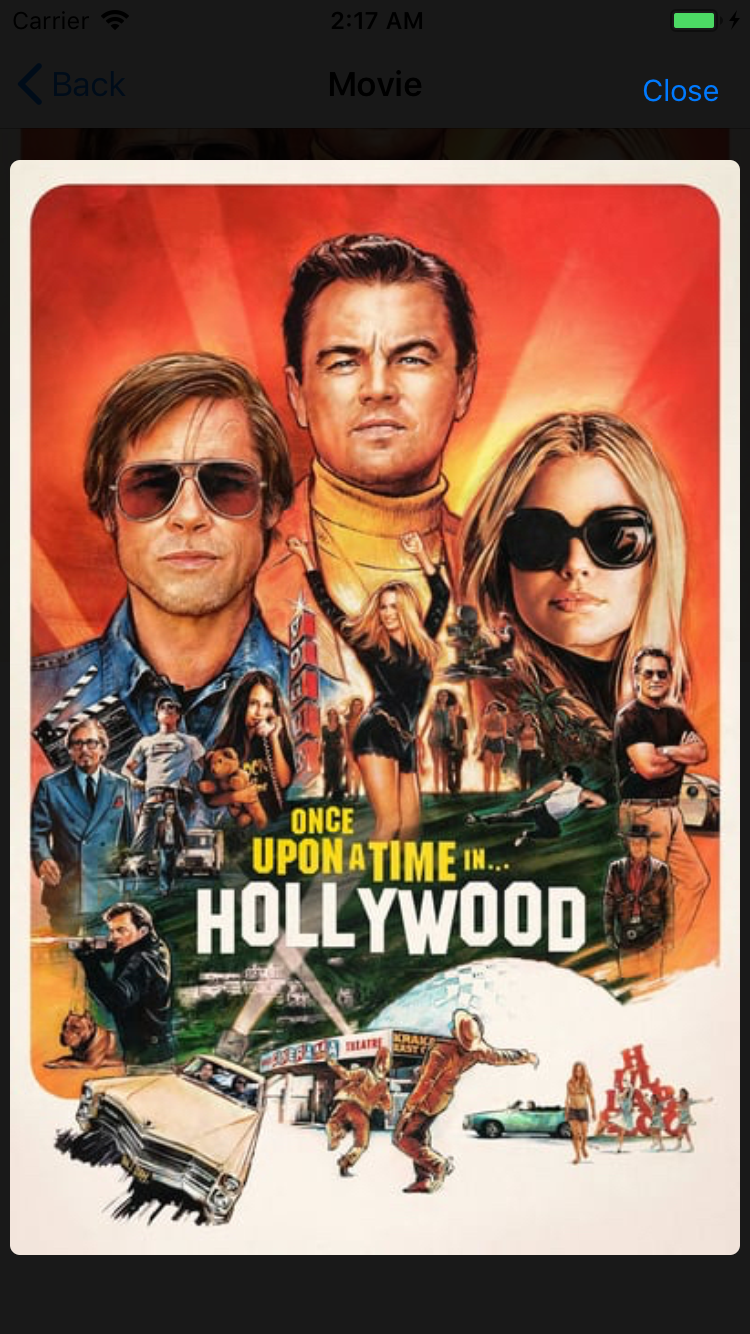 Carrier 2:17 AM
Back Movie Close
ONCE
UPON A TIME IN...
HOLLYWOOD
THEATRE